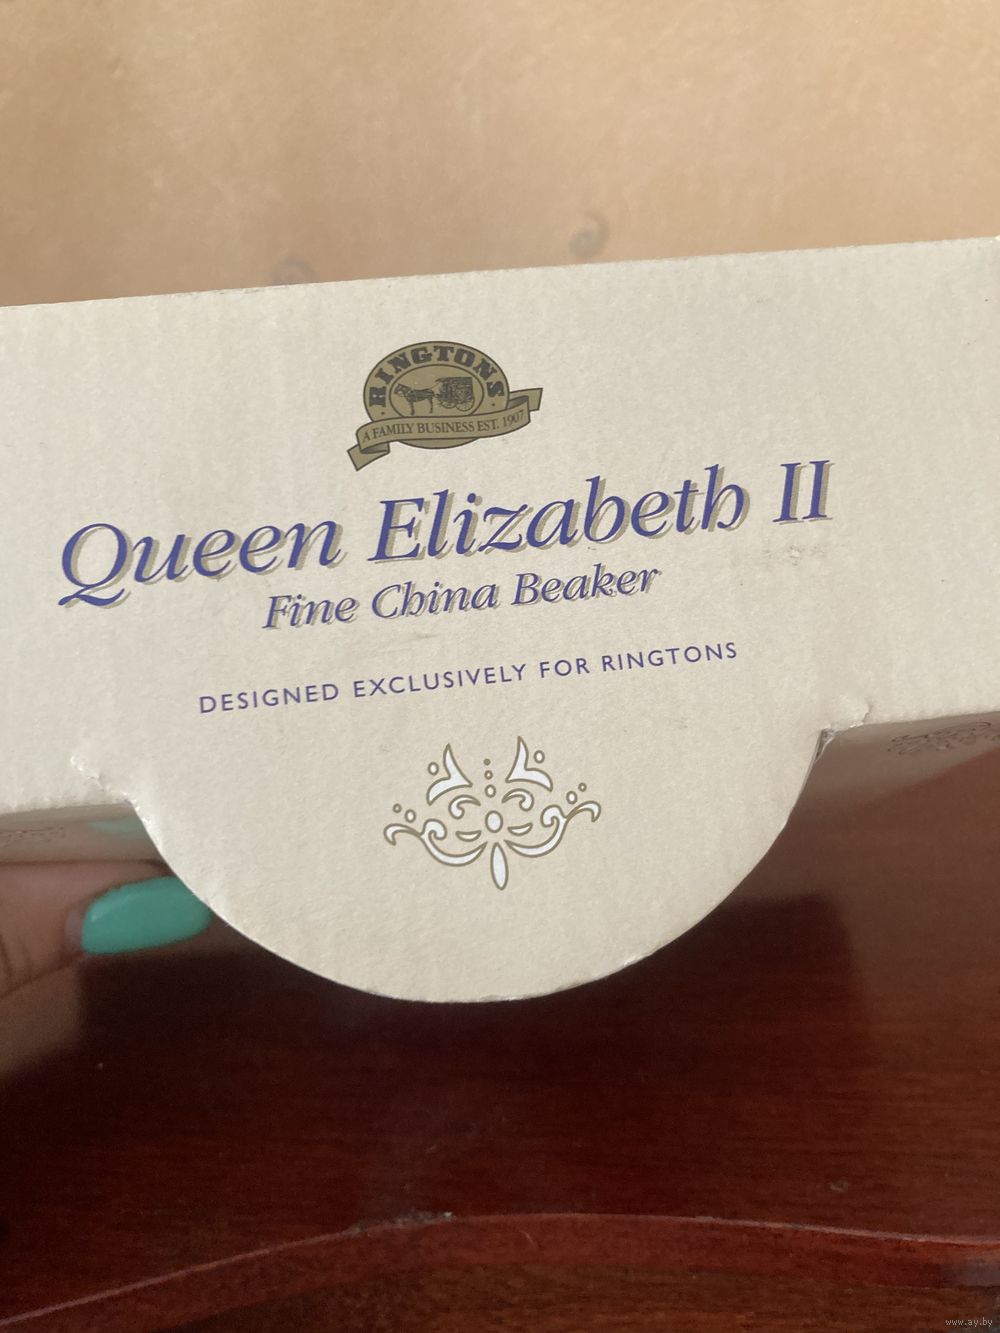 RINGTONS
A FAMILY BUSINESS EST. 1907
Queen Elizabeth II
Fine China Beaker
DESIGNED EXCLUSIVELY FOR RINGTONS
www.ay.by